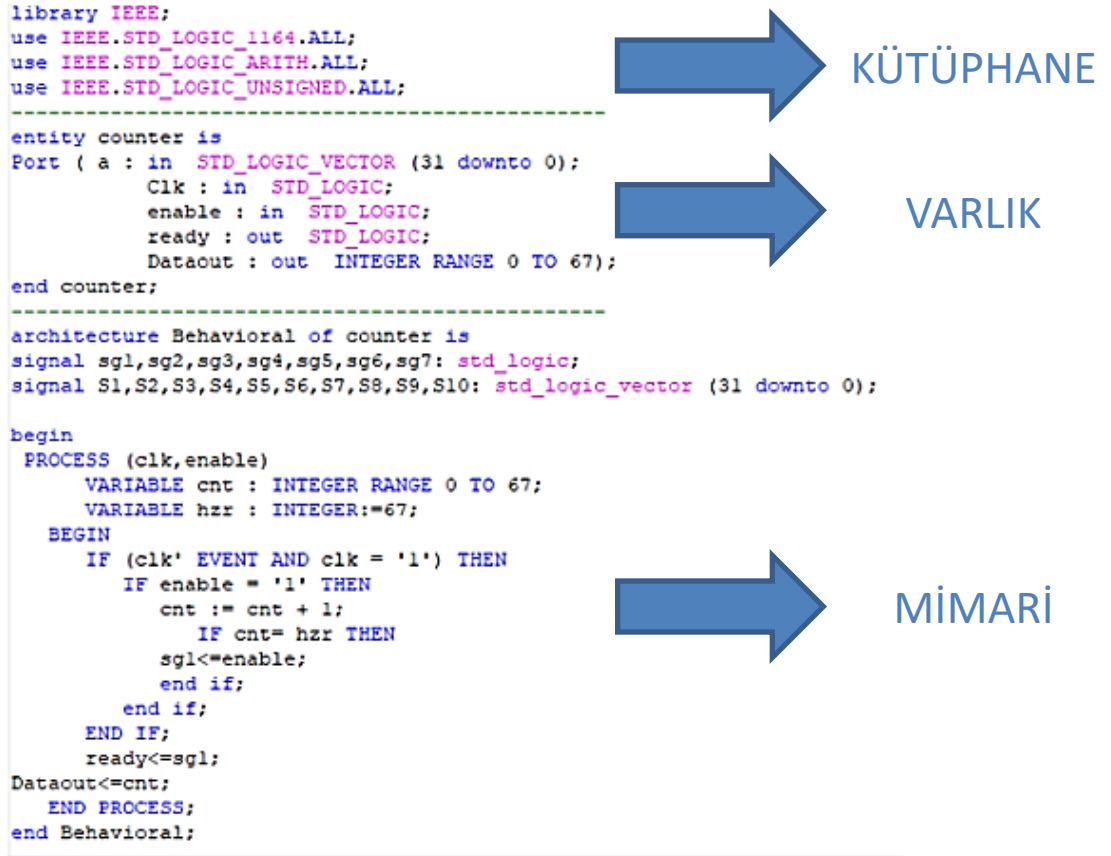 library IEEE;
use IEEE.STD_LOGIC_1164.ALL;
use IEEE.STD_LOGIC_ARITH.ALL;
use IEEE.STD_LOGIC_UNSIGNED.ALL;
KÜTÜPHANE
--------------------------------------------------
entity counter is
Port ( a : in  STD_LOGIC_VECTOR (31 downto 0);
Clk : in  STD_LOGIC;
enable : in  STD_LOGIC;
ready : out  STD_LOGIC;
Dataout : out  INTEGER RANGE 0 TO 67);
end counter;
VARLIK
--------------------------------------------------
architecture Behavioral of counter is
signal sg1,sg2,sg3,sg4,sg5,sg6,sg7: std_logic;
signal S1,S2,S3,S4,S5,S6,S7,S8,S9,S10: std_logic_vector (31 downto 0);
begin
PROCESS (clk,enable)
VARIABLE cnt : INTEGER RANGE 0 TO 67;
VARIABLE hzr : INTEGER:=67;
BEGIN
IF (clk' EVENT AND clk = '1') THEN
IF enable = '1' THEN
cnt := cnt + 1;
IF cnt= hzr THEN
sg1<=enable;
end if;
end if;
END IF;
ready<=sg1;
Dataout<=cnt;
END PROCESS;
end Behavioral;
MİMARİ